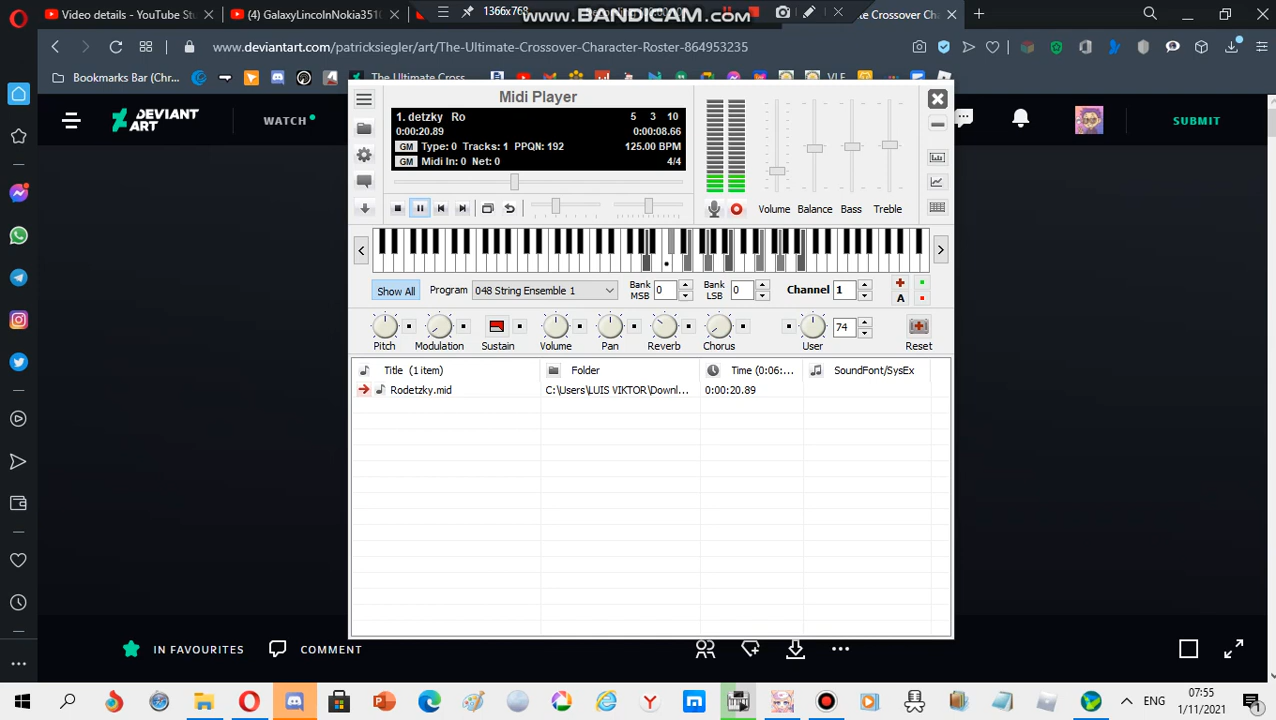 Video details - YouTube St
(4) GalaxyLincolnNokia3510
1366x768
www.BANDICAM.com
te Crossover Cha
www.deviantart.com/patricksiegler/art/The-Ultimate-Crossover-Character-Roster-864953235
Bookmarks Bar (Chr...
The Ultimate Cross
VLF
DEVIANT ART
WATCH
SUBMIT
Midi Player
1. detzky Ro
5 3 10
0:00:20.89
0:00:08.66
GM Type: 0 Tracks: 1 PPQN: 192
125.00 BPM
GM Midi In: 0 Net: 0
4/4
Volume Balance Bass Treble
Show All
Program
048 String Ensemble 1
Bank MSB
0
Bank LSB
0
Channel
1
A
Pitch Modulation Sustain Volume Pan Reverb Chorus User
74
Reset
Title (1 item)
Folder
Time (0:06:...
SoundFont/SysEx
Rodetzky.mid
C:\Users\LUIS VIKTOR\Downl...
0:00:20.89
IN FAVOURITES
COMMENT
ENG
07:55
1/11/2021
1